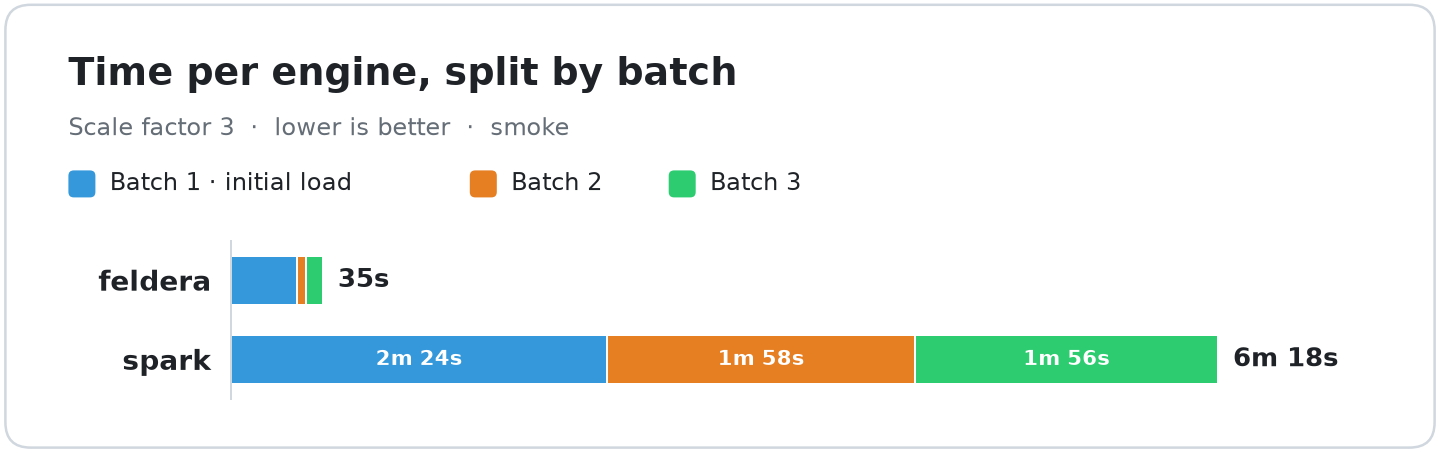 Time per engine, split by batch
Scale factor 3 · lower is better · smoke
Batch 1 · initial load Batch 2 Batch 3
feldera 35s
spark 2m 24s 1m 58s 1m 56s 6m 18s